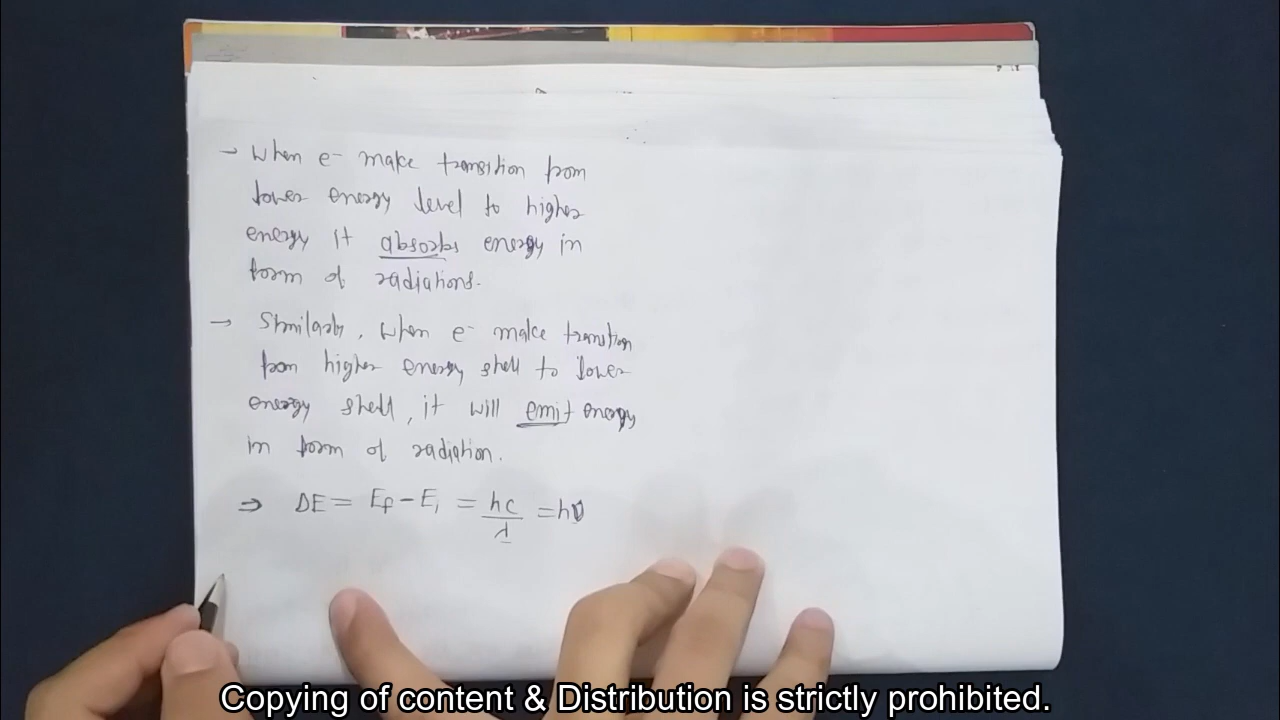 → When e⁻ make transition from
lower energy level to higher
energy it absorbs energy in
form of radiations.
→ Similarly, when e⁻ make transition
from higher energy shell to lower
energy shell, it will emit energy
in form of radiation.
⇒ ΔE = Ef - Ei = hc/λ = hν
Copying of content & Distribution is strictly prohibited.